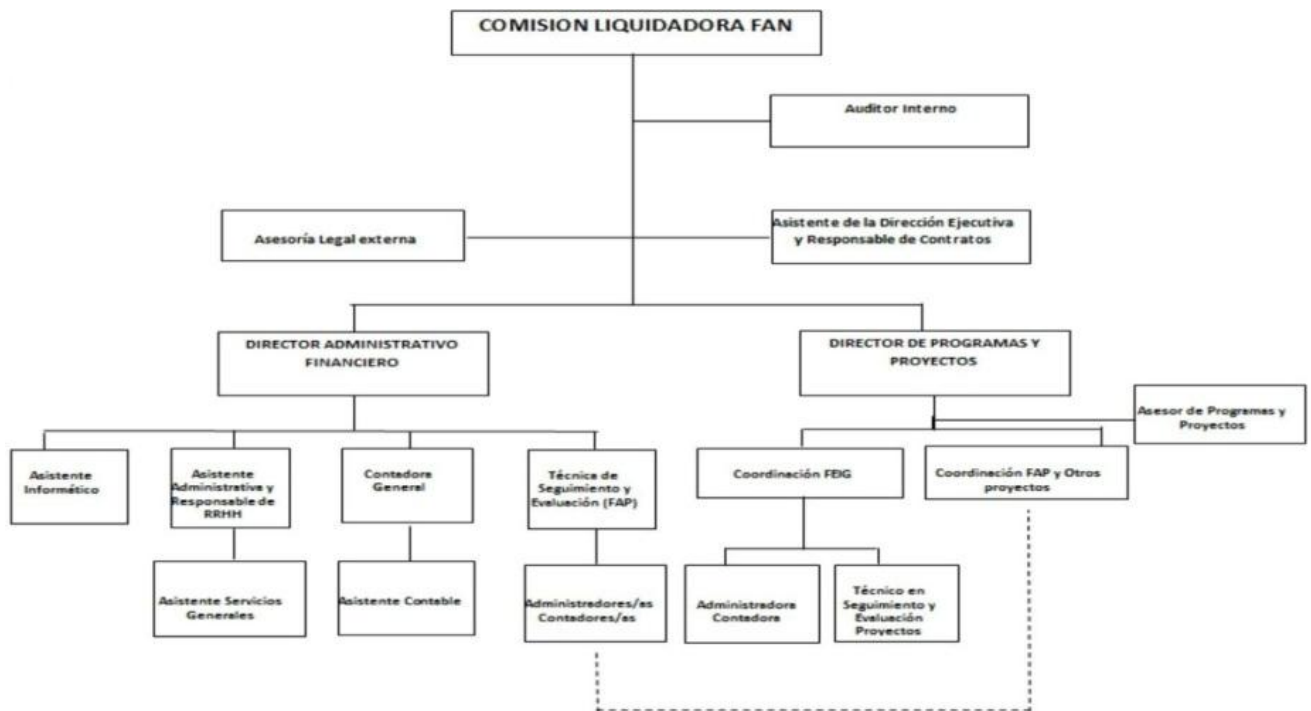 COMISION LIQUIDADORA FAN
Auditor Interno
Asesoría Legal externa
Asistente de la Dirección Ejecutiva
y Responsable de Contratos
DIRECTOR ADMINISTRATIVO
FINANCIERO
DIRECTOR DE PROGRAMAS Y
PROYECTOS
Asesor de Programas y
Proyectos
Asistente
Informático
Asistente
Administrativa y
Responsable de
RRHH
Contadora
General
Técnica de
Seguimiento y
Evaluación (FAP)
Coordinación FEIG
Coordinación FAP y Otros
proyectos
Asistente Servicios
Generales
Asistente Contable
Administradores/as
Contadores/as
Administradora
Contadora
Técnico en
Seguimiento y
Evaluación
Proyectos